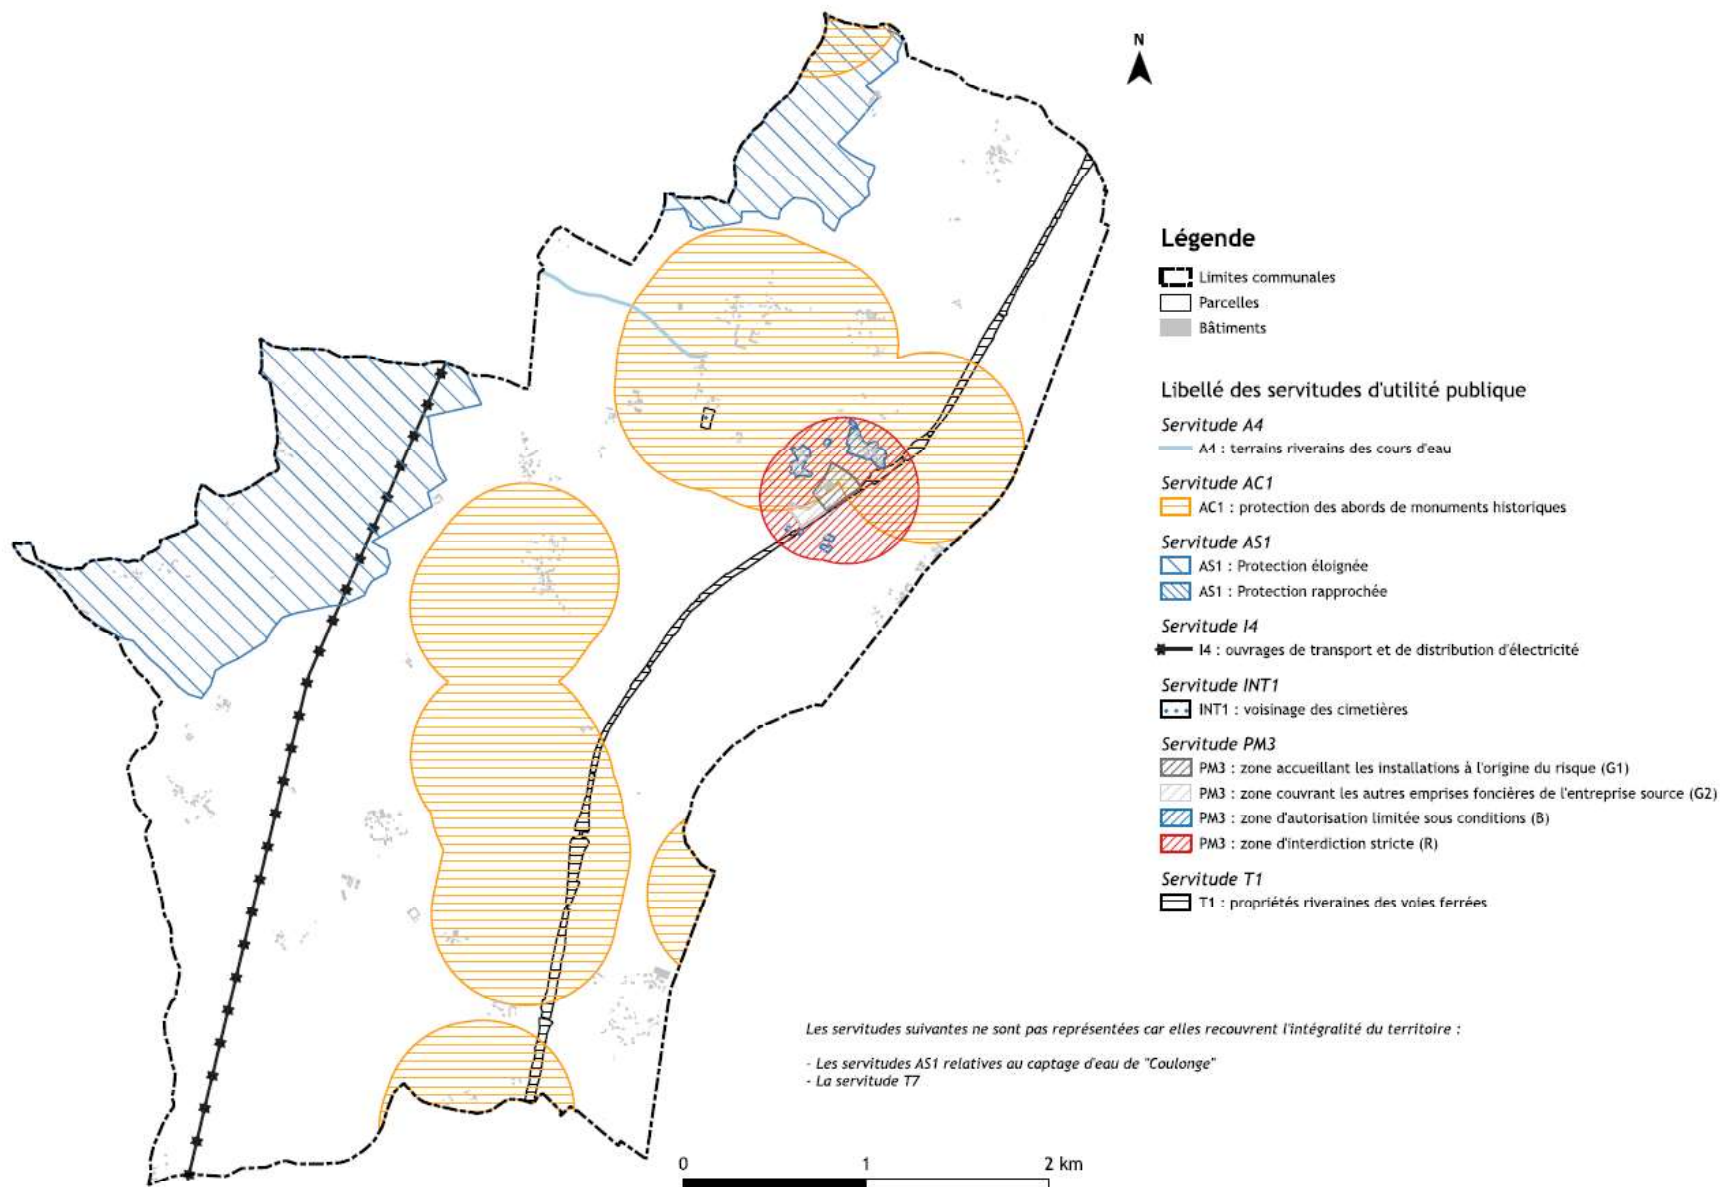 N
Légende
Limites communales
Parcelles
Bâtiments
Libellé des servitudes d'utilité publique
Servitude A4
A4 : terrains riverains des cours d'eau
Servitude AC1
AC1 : protection des abords de monuments historiques
Servitude AS1
AS1 : Protection éloignée
AS1 : Protection rapprochée
Servitude I4
I4 : ouvrages de transport et de distribution d'électricité
Servitude INT1
INT1 : voisinage des cimetières
Servitude PM3
PM3 : zone accueillant les installations à l'origine du risque (G1)
PM3 : zone couvrant les autres emprises foncières de l'entreprise source (G2)
PM3 : zone d'autorisation limitée sous conditions (B)
PM3 : zone d'interdiction stricte (R)
Servitude T1
T1 : propriétés riveraines des voies ferrées
Les servitudes suivantes ne sont pas représentées car elles recouvrent l'intégralité du territoire :
- Les servitudes AS1 relatives au captage d'eau de "Coulonge"
- La servitude T7
0 1 2 km